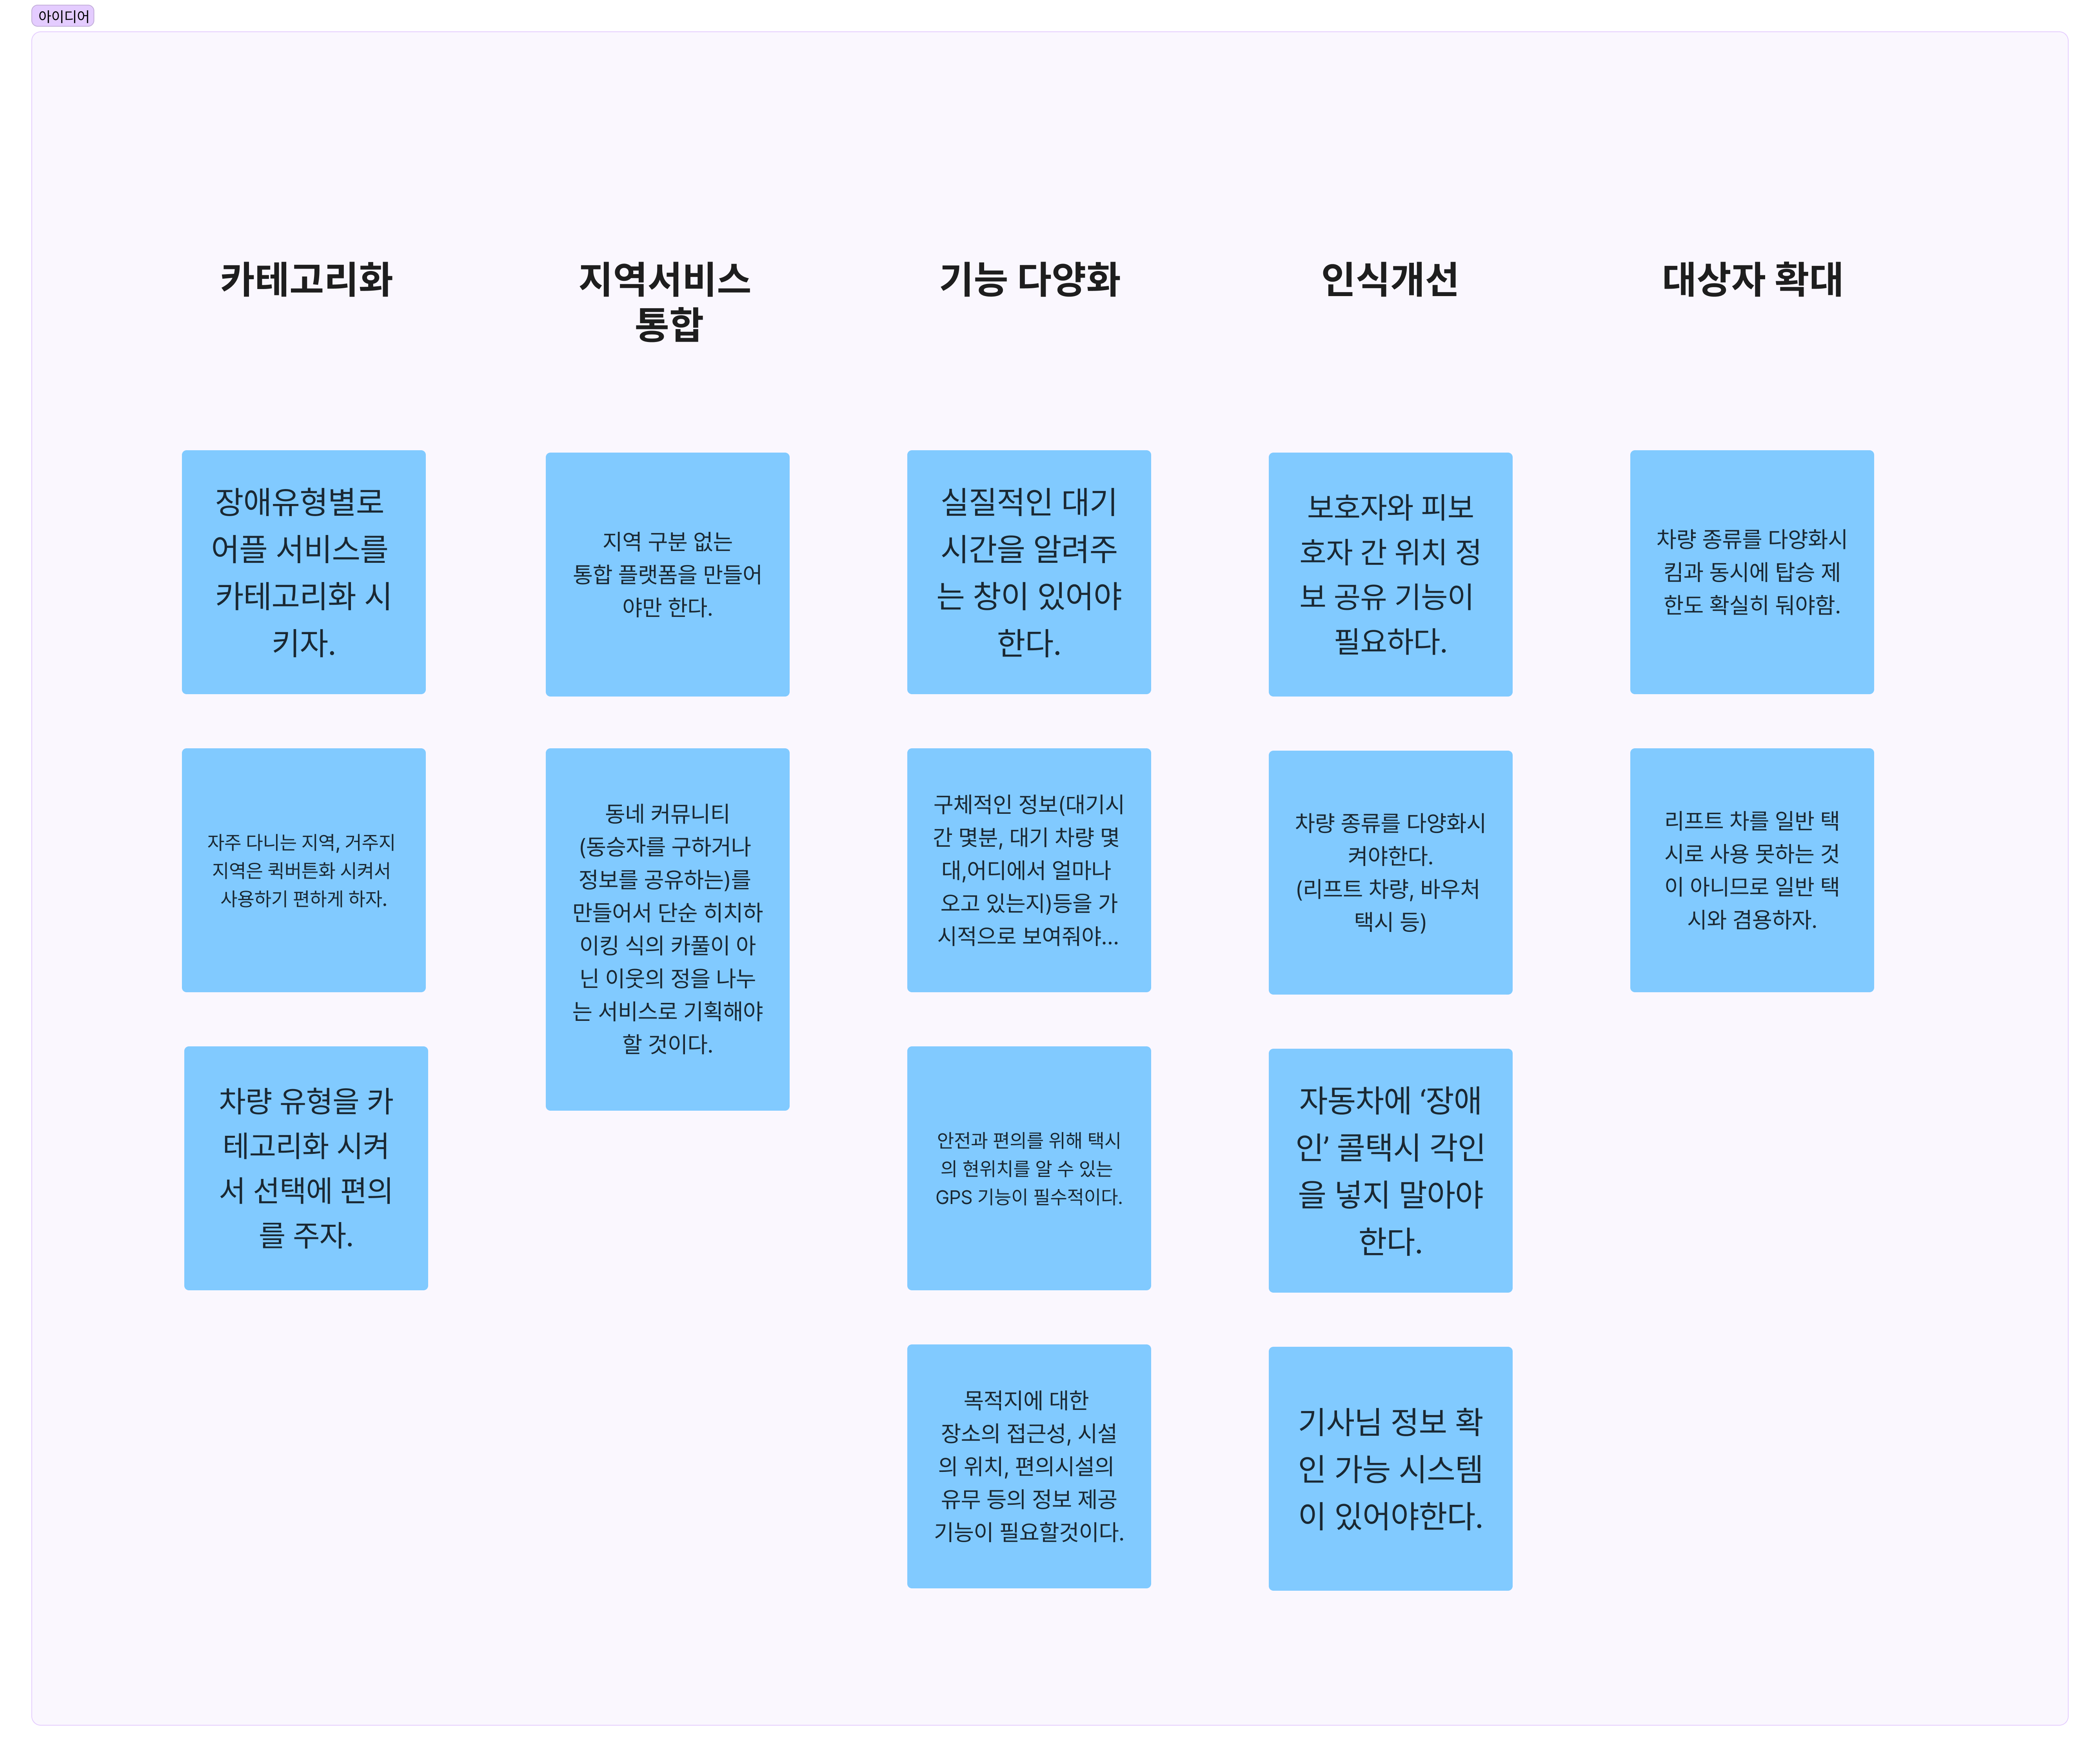 아이디어
카테고리화
지역서비스
통합
기능 다양화
인식개선
대상자 확대
장애유형별로
어플 서비스를
카테고리화 시
키자.
자주 다니는 지역, 거주지
지역은 퀵버튼화 시켜서
사용하기 편하게 하자.
차량 유형을 카
테고리화 시켜
서 선택에 편의
를 주자.
지역 구분 없는
통합 플랫폼을 만들어
야만 한다.
동네 커뮤니티
(동승자를 구하거나
정보를 공유하는)를
만들어서 단순 히치하
이킹 식의 카풀이 아
닌 이웃의 정을 나누
는 서비스로 기획해야
할 것이다.
실질적인 대기
시간을 알려주
는 창이 있어야
한다.
구체적인 정보(대기시
간 몇분, 대기 차량 몇
대,어디에서 얼마나
오고 있는지)등을 가
시적으로 보여줘야...
안전과 편의를 위해 택시
의 현위치를 알 수 있는
GPS 기능이 필수적이다.
목적지에 대한
장소의 접근성, 시설
의 위치, 편의시설의
유무 등의 정보 제공
기능이 필요할것이다.
보호자와 피보
호자 간 위치 정
보 공유 기능이
필요하다.
차량 종류를 다양화시
켜야한다.
(리프트 차량, 바우처
택시 등)
자동차에 ‘장애
인’ 콜택시 각인
을 넣지 말아야
한다.
기사님 정보 확
인 가능 시스템
이 있어야한다.
차량 종류를 다양화시
킴과 동시에 탑승 제
한도 확실히 둬야함.
리프트 차를 일반 택
시로 사용 못하는 것
이 아니므로 일반 택
시와 겸용하자.